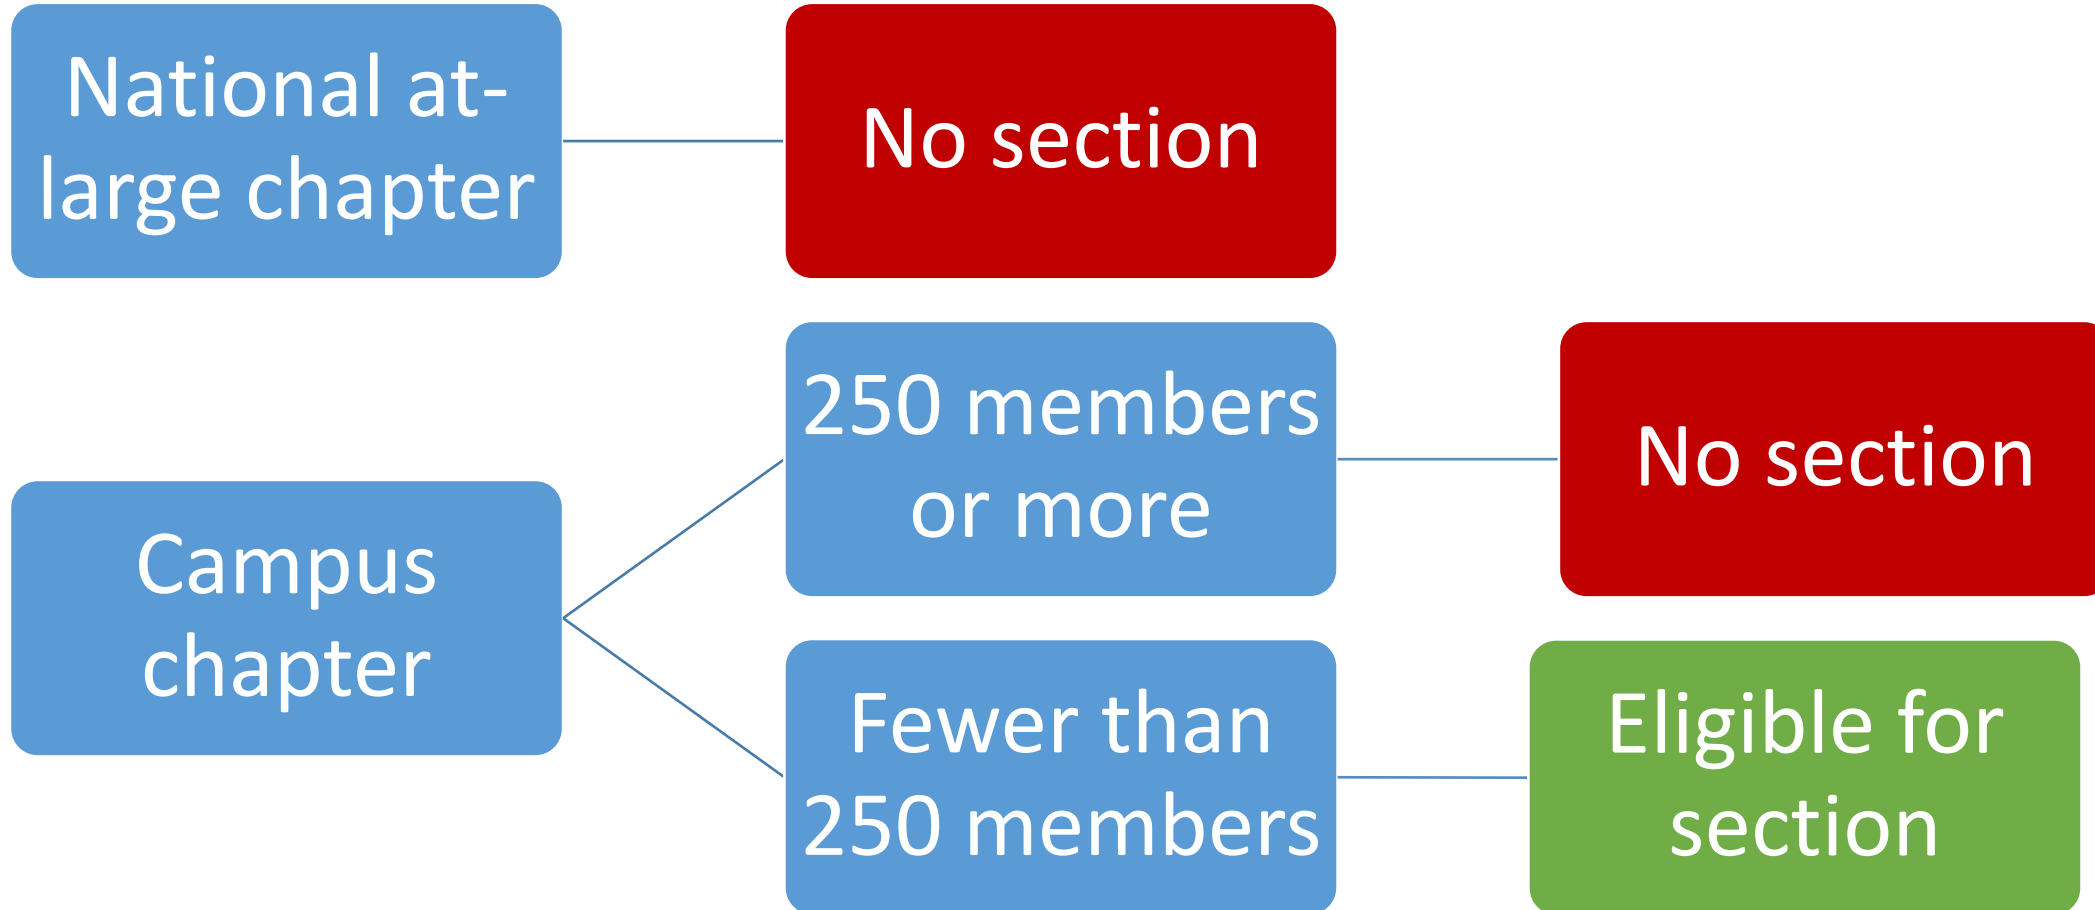 National at-
large chapter
No section
250 members
or more
No section
Campus
chapter
Fewer than
250 members
Eligible for
section